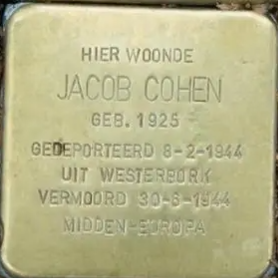 HIER WOONDE
JACOB COHEN
GEB. 1925
GEDEPORTEERD 8-2-1944
UIT WESTERBORK
VERMOORD 30-6-1944
MIDDEN-EUROPA